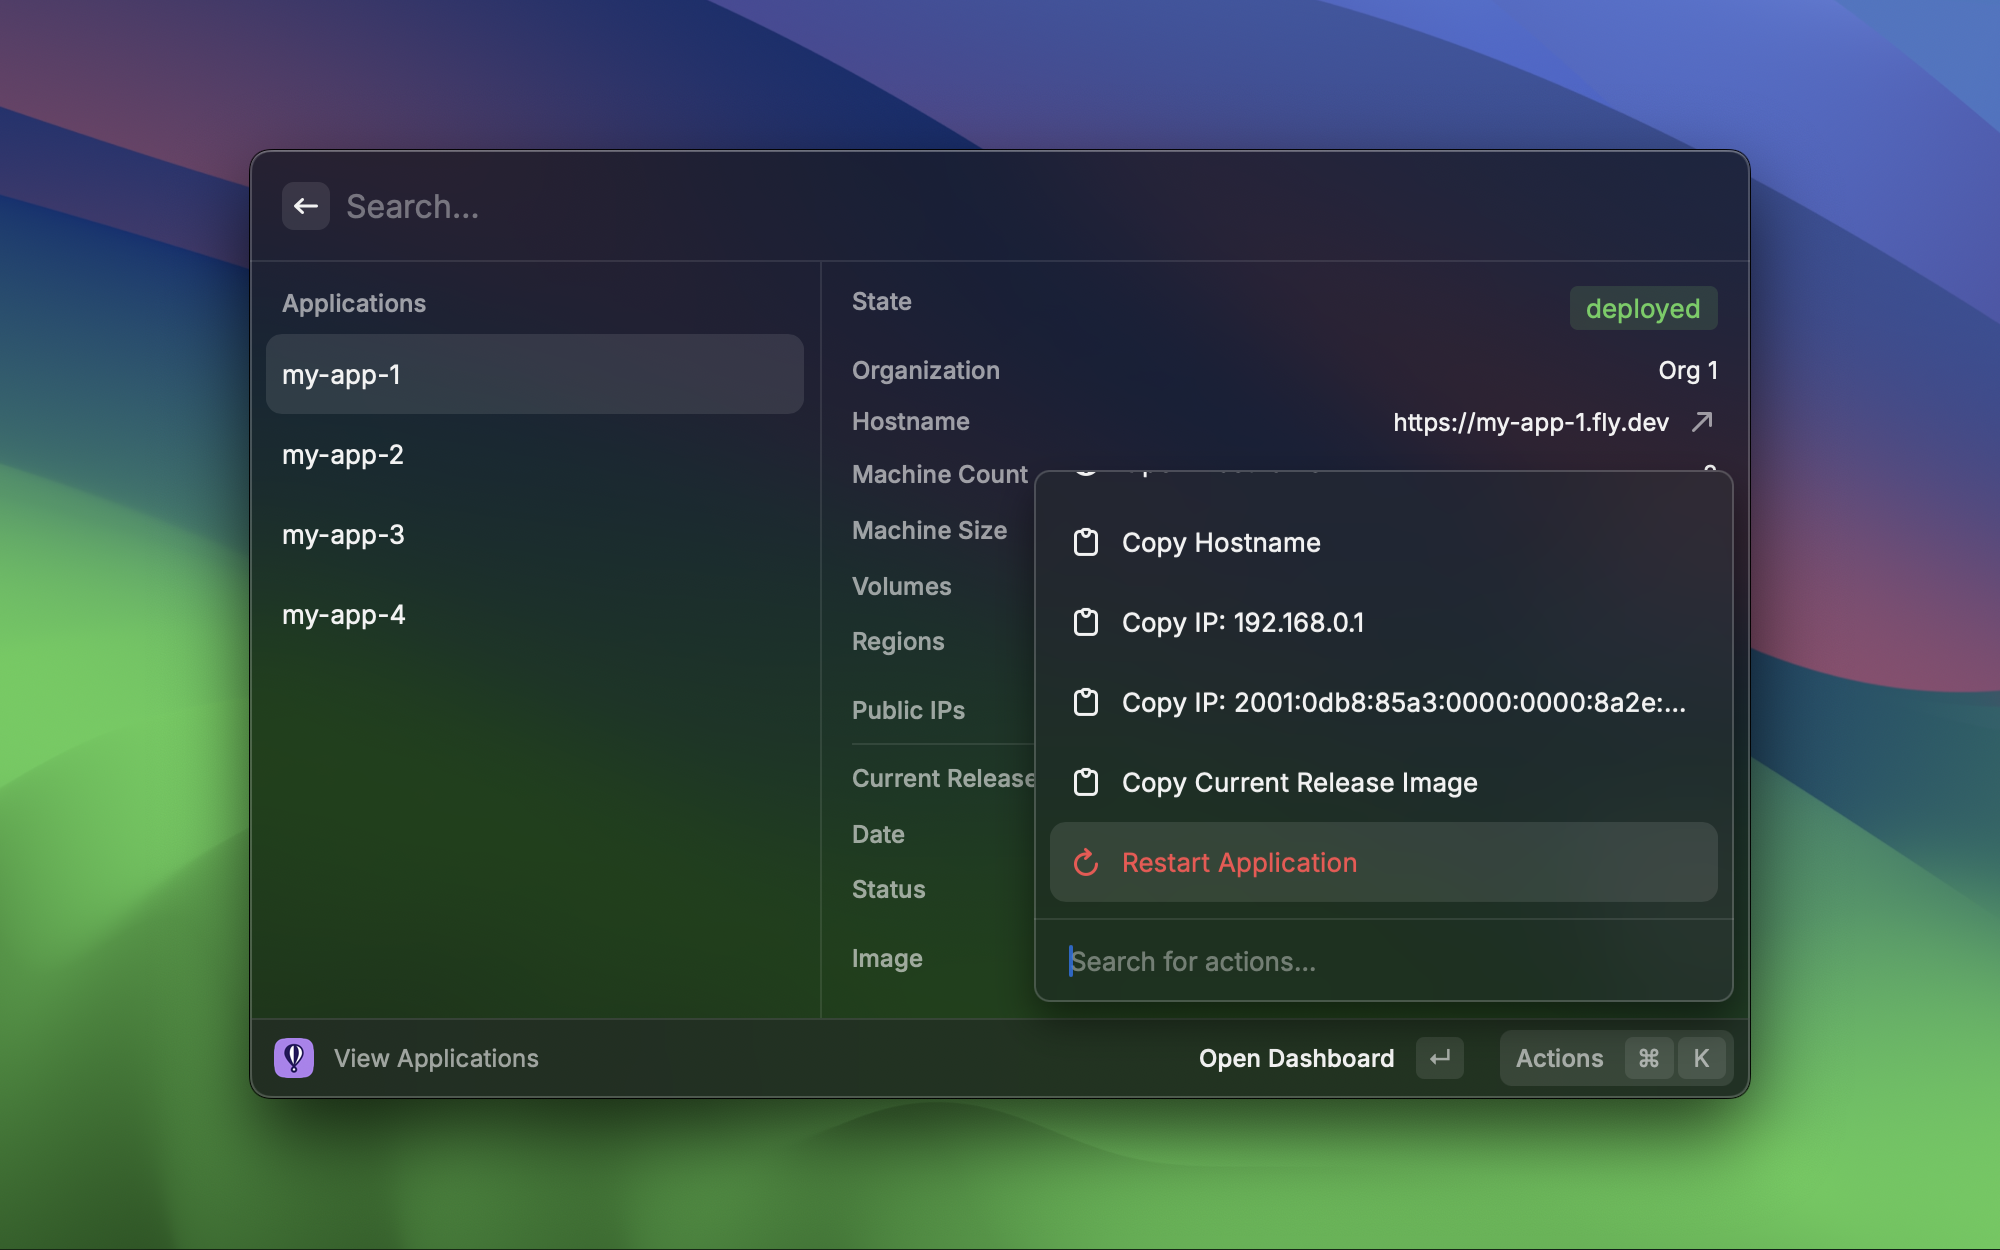 Search...
Applications
my-app-1
my-app-2
my-app-3
my-app-4
State
deployed
Organization
Org 1
Hostname
https://my-app-1.fly.dev
Machine Count
Machine Size
Volumes
Regions
Public IPs
Current Release
Date
Status
Image
Copy Hostname
Copy IP: 192.168.0.1
Copy IP: 2001:0db8:85a3:0000:0000:8a2e:...
Copy Current Release Image
Restart Application
Search for actions...
View Applications
Open Dashboard
Actions ⌘ K